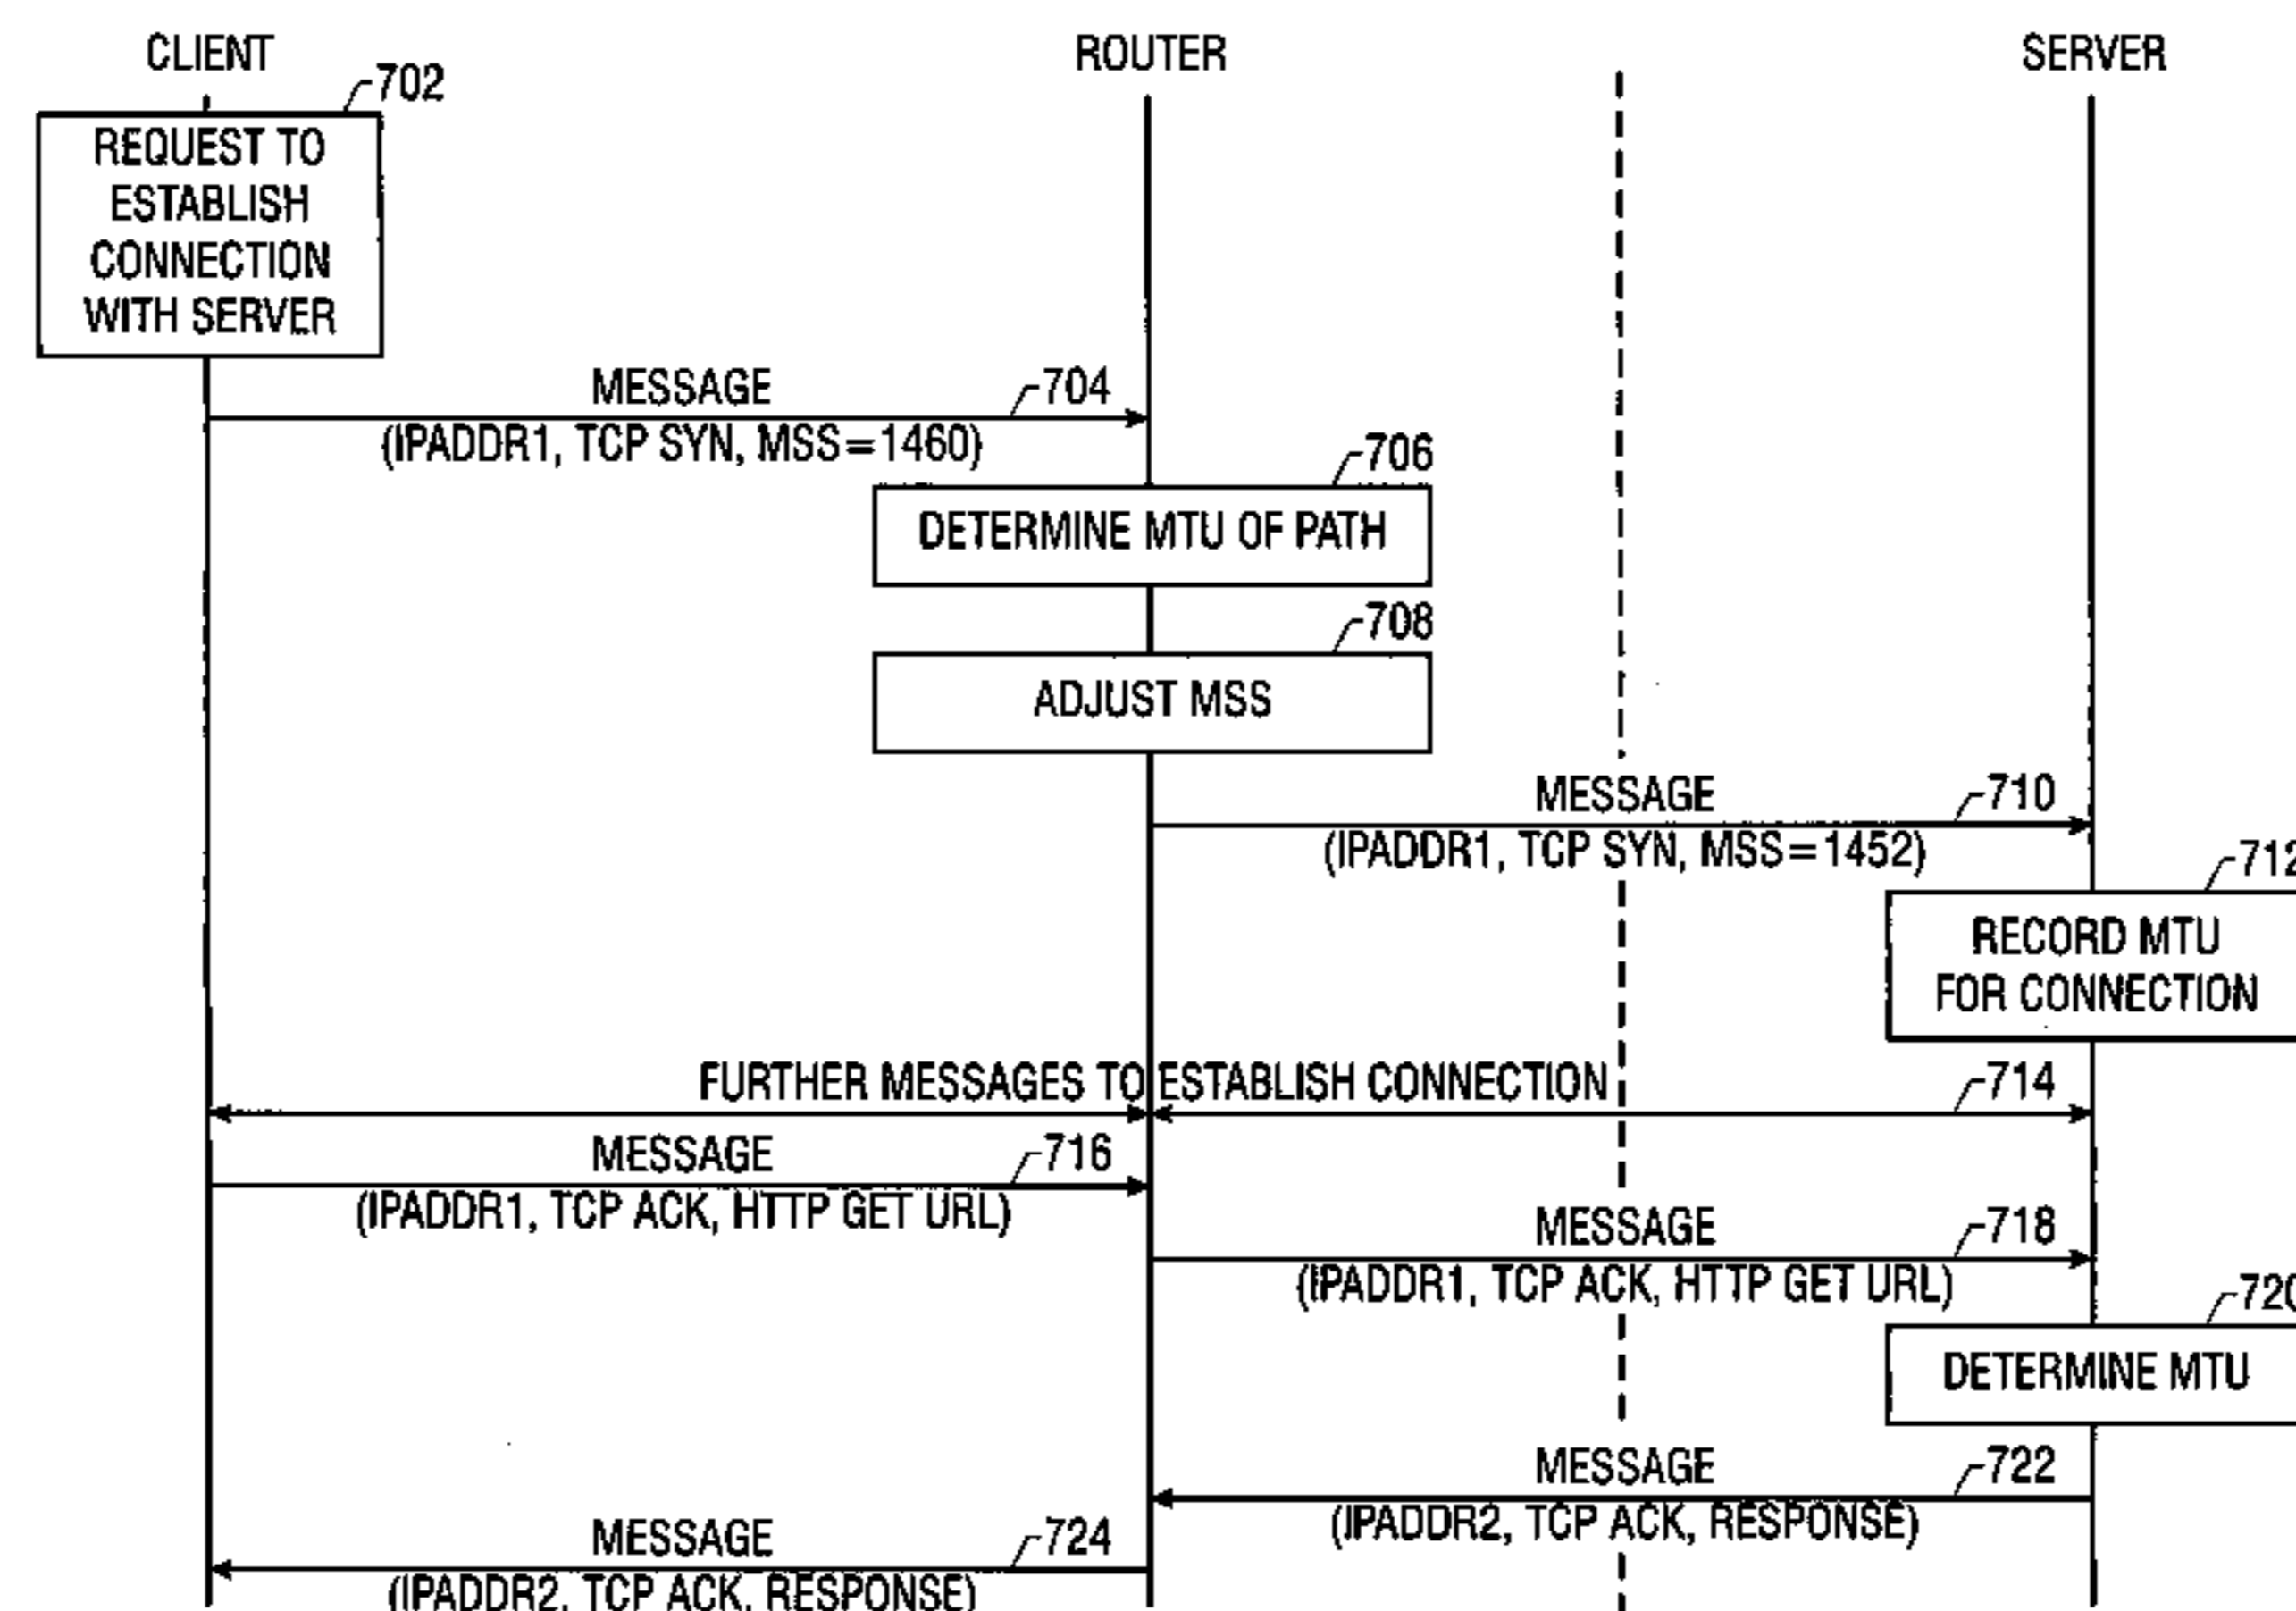 CLIENT
ROUTER
SERVER
702
REQUEST TO
ESTABLISH
CONNECTION
WITH SERVER
MESSAGE
704
(IPADDR1, TCP SYN, MSS=1460)
706
DETERMINE MTU OF PATH
708
ADJUST MSS
MESSAGE
710
(IPADDR1, TCP SYN, MSS=1452)
712
RECORD MTU
FOR CONNECTION
FURTHER MESSAGES TO ESTABLISH CONNECTION
714
MESSAGE
716
(IPADDR1, TCP ACK, HTTP GET URL)
MESSAGE
718
(IPADDR1, TCP ACK, HTTP GET URL)
720
DETERMINE MTU
MESSAGE
722
(IPADDR2, TCP ACK, RESPONSE)
MESSAGE
724
(IPADDR2, TCP ACK, RESPONSE)